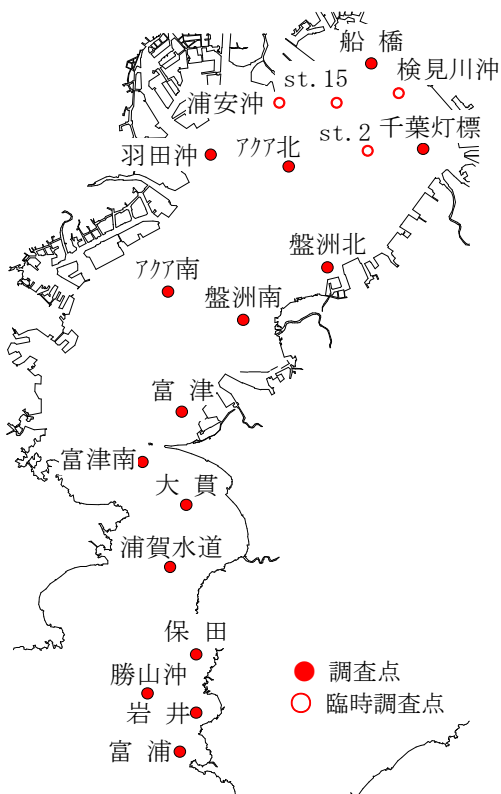 船 橋
検見川沖
st.15
浦安沖
st.2
千葉灯標
羽田沖
ｱｸｱ北
盤洲北
ｱｸｱ南
盤洲南
富 津
富津南
大 貫
浦賀水道
保 田
勝山沖
岩 井
富 浦
調査点
臨時調査点